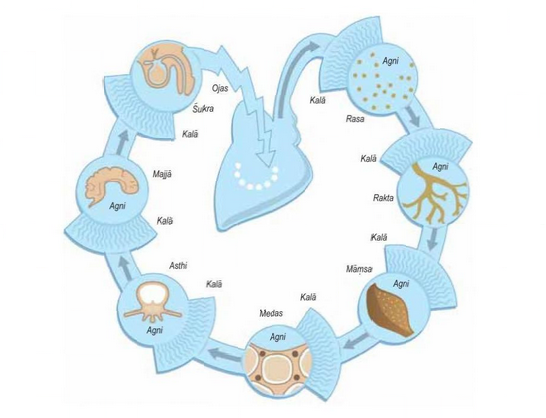 Agni
Kalā
Rasa
Kalā
Agni
Rakta
Kalā
Māṃsa
Agni
Kalā
Medas
Agni
Kalā
Asthi
Agni
Kalā
Majjā
Agni
Kalā
Śukra
Ojas